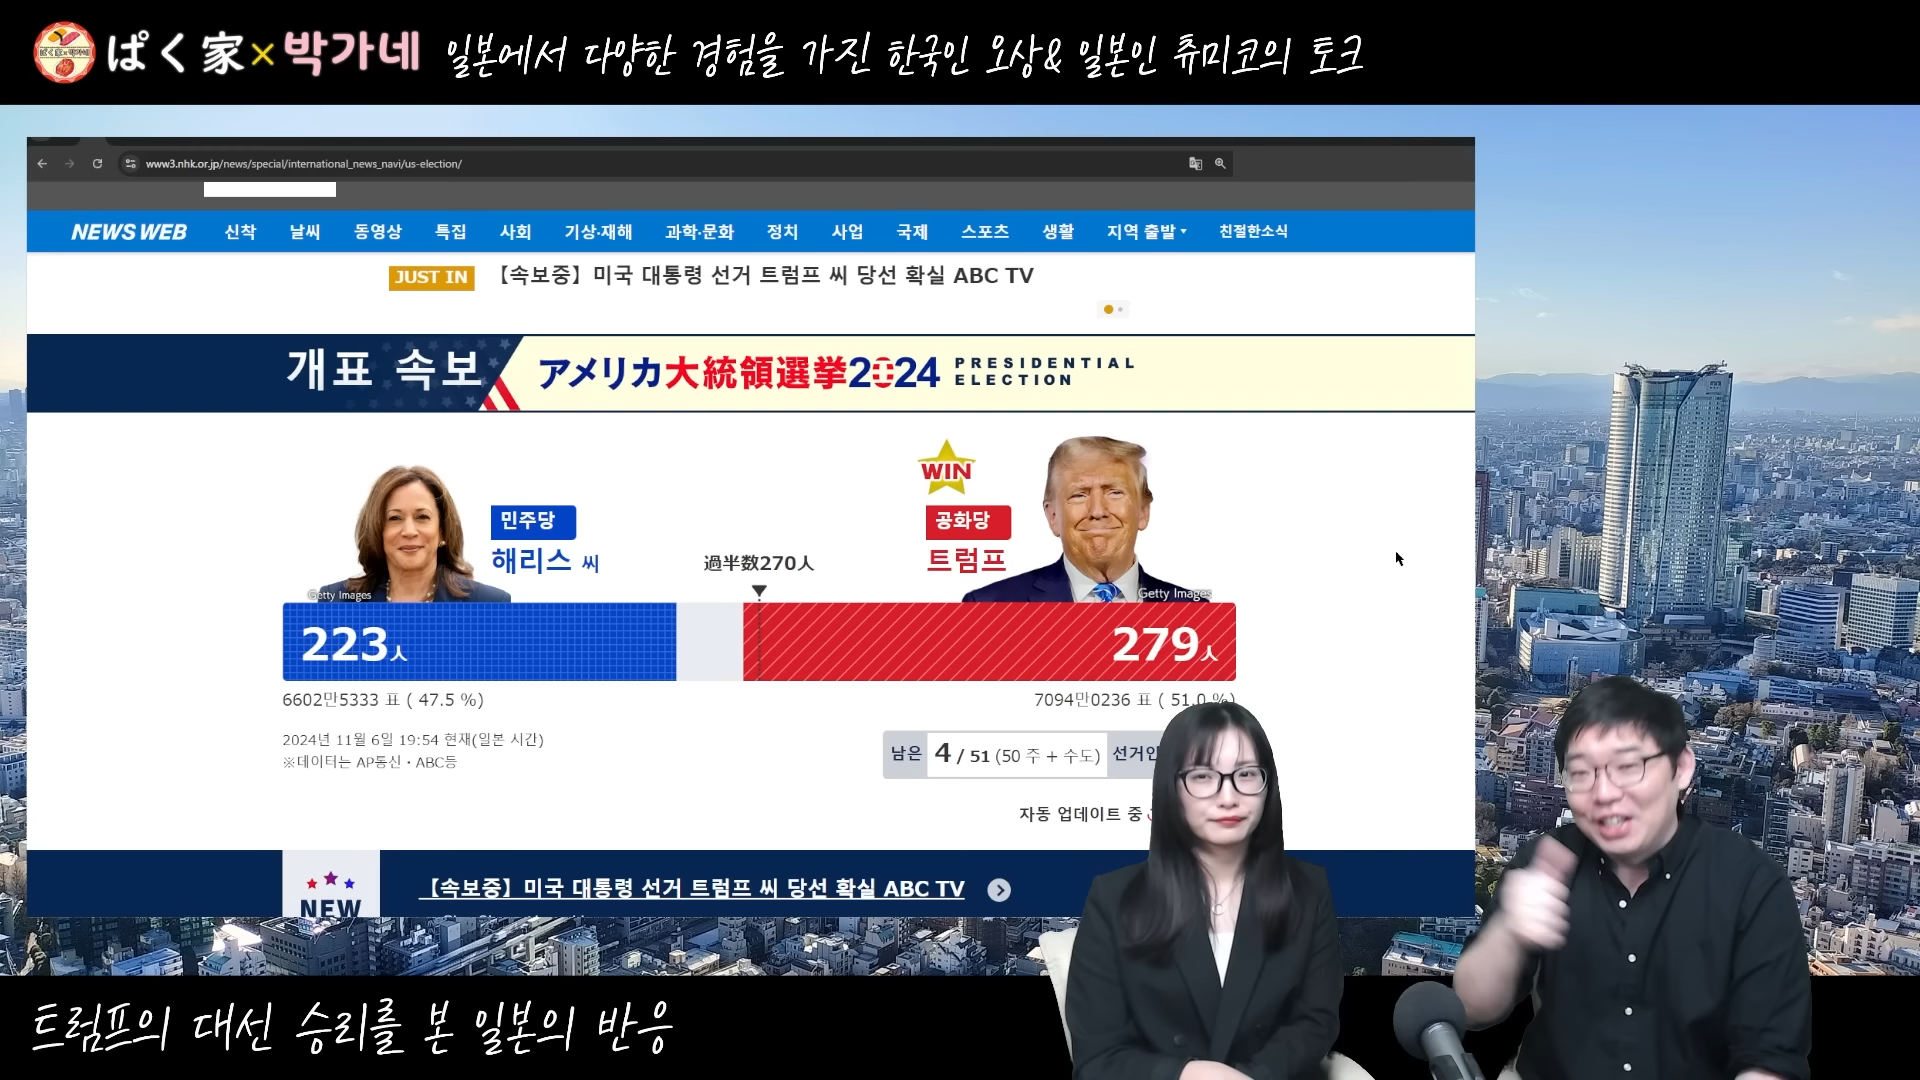 ぱく家×박가네 일본에서 다양한 경험을 가진 한국인 오상& 일본인 츄미코의 토크
www3.nhk.or.jp/news/special/international_news_navi/us-election/
NEWS WEB 신착 날씨 동영상 특집 사회 기상·재해 과학·문화 정치 사업 국제 스포츠 생활 지역 출발 친절한소식
JUST IN 【속보중】미국 대통령 선거 트럼프 씨 당선 확실 ABC TV
개표 속보 アメリカ大統領選挙2024 PRESIDENTIAL ELECTION
WIN
민주당
해리스 씨
過半数270人
공화당
트럼프
Getty Images
Getty Images
223人
279人
6602만5333 표 ( 47.5 %)
7094만0236 표 ( 51.0 %)
2024년 11월 6일 19:54 현재(일본 시간)
※데이터는 AP통신・ABC등
남은 4 / 51 (50 주 + 수도) 선거인
자동 업데이트 중
NEW
【속보중】미국 대통령 선거 트럼프 씨 당선 확실 ABC TV
트럼프의 대선 승리를 본 일본의 반응